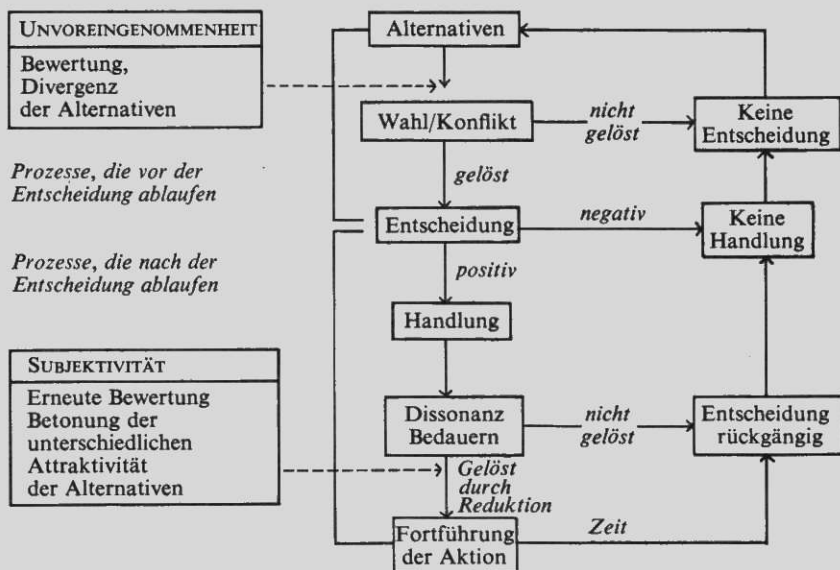 UNVOREINGENOMMENHEIT
Bewertung,
Divergenz
der Alternativen
Prozesse, die vor der
Entscheidung ablaufen
Prozesse, die nach der
Entscheidung ablaufen
SUBJEKTIVITÄT
Erneute Bewertung
Betonung der
unterschiedlichen
Attraktivität
der Alternativen
Alternativen
Wahl/Konflikt
nicht
gelöst
Keine
Entscheidung
gelöst
Entscheidung
negativ
Keine
Handlung
positiv
Handlung
Dissonanz
Bedauern
nicht
gelöst
Entscheidung
rückgängig
Gelöst
durch
Reduktion
Fortführung
der Aktion
Zeit